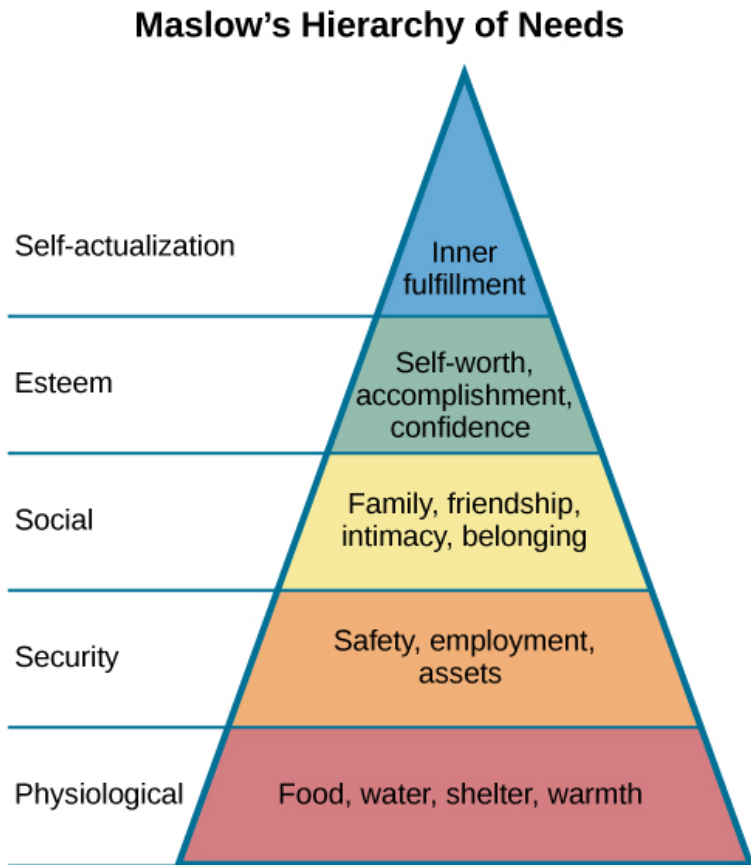 Maslow’s Hierarchy of Needs
Self-actualization
Inner
fulfillment
Esteem
Self-worth,
accomplishment,
confidence
Social
Family, friendship,
intimacy, belonging
Security
Safety, employment,
assets
Physiological
Food, water, shelter, warmth